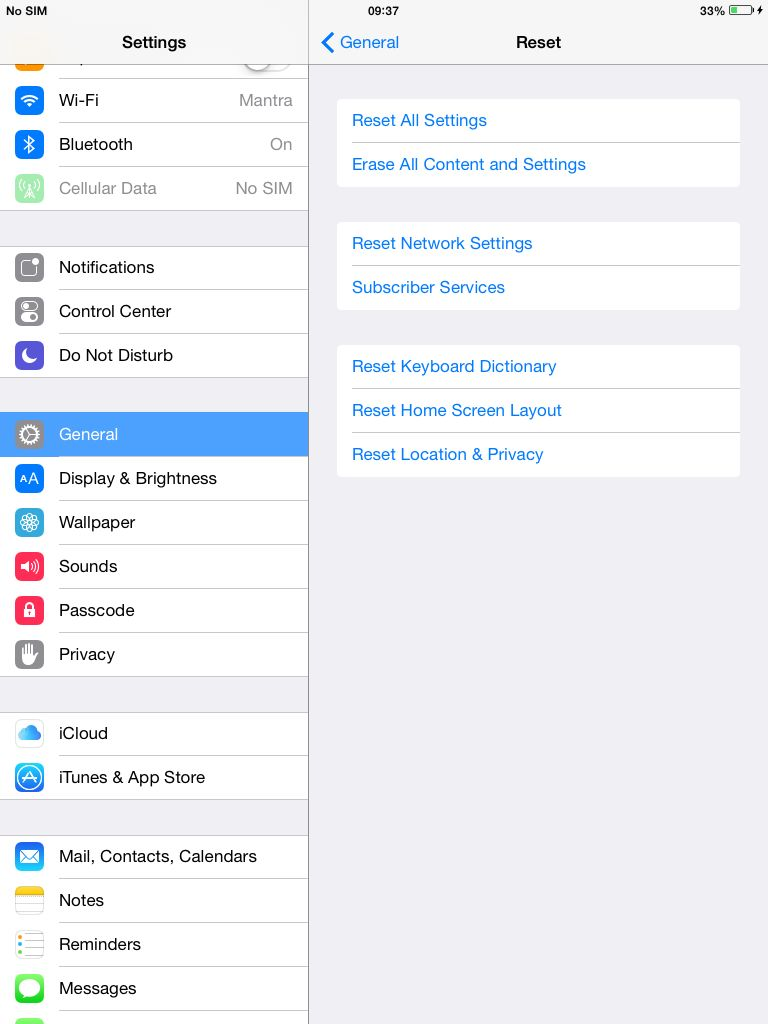 No SIM
09:37
33%
Settings
General
Reset
Wi-Fi
Mantra
Bluetooth
On
Cellular Data
No SIM
Notifications
Control Center
Do Not Disturb
General
AA Display & Brightness
Wallpaper
Sounds
Passcode
Privacy
iCloud
iTunes & App Store
Mail, Contacts, Calendars
Notes
Reminders
Messages
Reset All Settings
Erase All Content and Settings
Reset Network Settings
Subscriber Services
Reset Keyboard Dictionary
Reset Home Screen Layout
Reset Location & Privacy